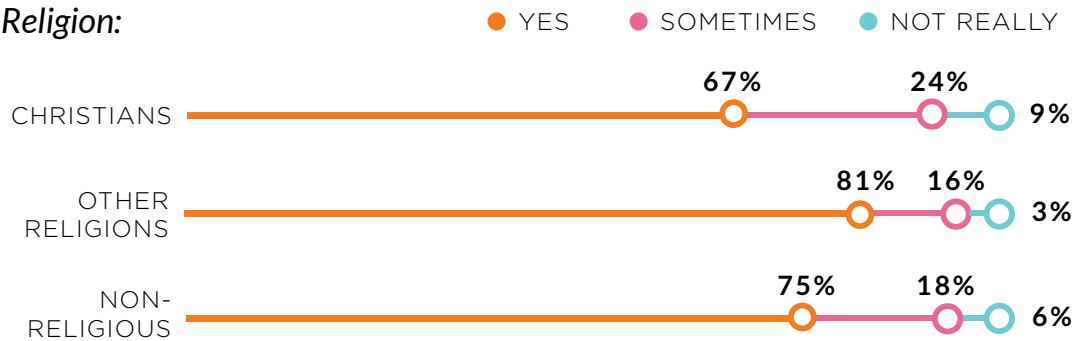 Religion:
YES SOMETIMES NOT REALLY
67% 24%
CHRISTIANS 9%
81% 16%
OTHER
RELIGIONS 3%
75% 18%
NON-
RELIGIOUS 6%